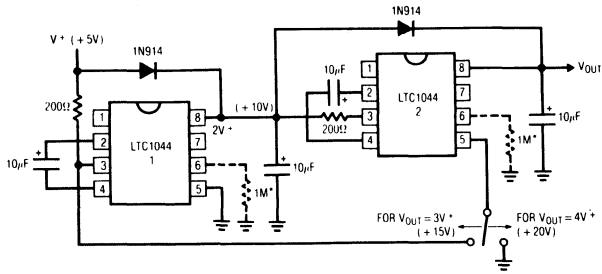 1N914
V+ (+5V)
1N914
200Ω
1
2
3
4
LTC1044
1
8
7
6
5
2V+
(+10V)
10μF
1M*
10μF
10μF
+
200Ω
1
2
3
4
LTC1044
2
8
7
6
5
VOUT
+
10μF
1M*
+
+
FOR VOUT = 3V+
(+15V)
FOR VOUT = 4V+
(+20V)